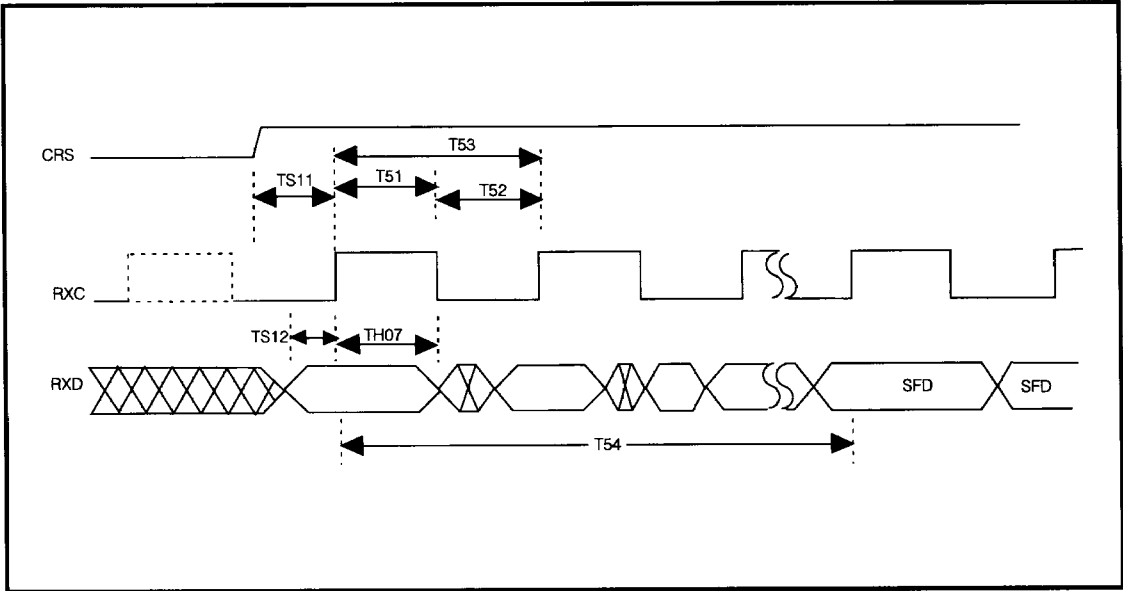 CRS
T53
TS11
T51
T52
RXC
TS12
TH07
RXD
SFD
SFD
T54